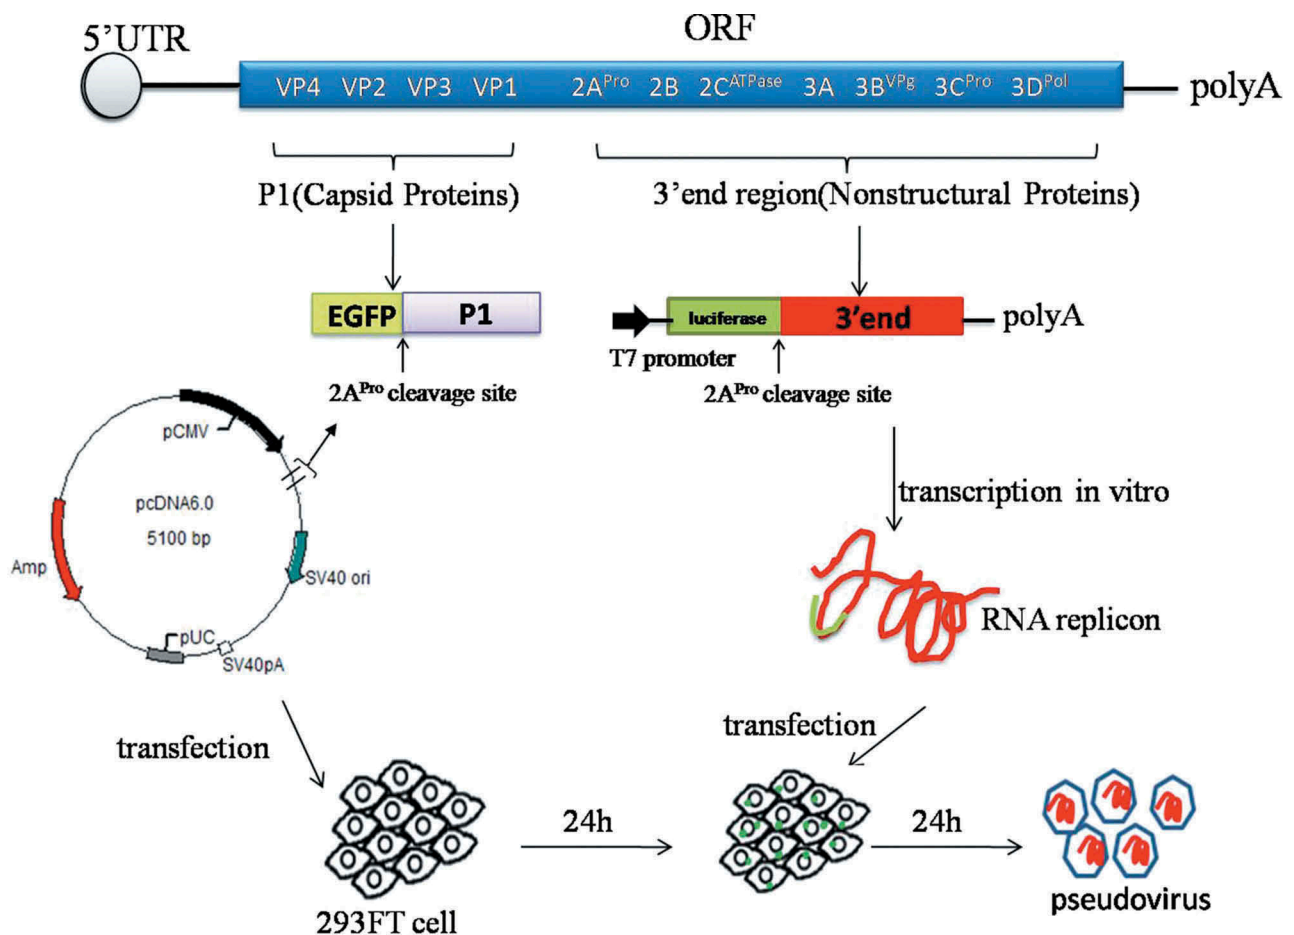 ORF
5’UTR
VP4 VP2 VP3 VP1 2APro 2B 2CATPase 3A 3BVPg 3CPro 3DPol
polyA
P1(Capsid Proteins)
3’end region(Nonstructural Proteins)
EGFP P1
luciferase 3’end
polyA
T7 promoter
2APro cleavage site
2APro cleavage site
pCMV
pcDNA6.0
5100 bp
Amp
SV40 ori
pUC
SV40pA
transcription in vitro
RNA replicon
transfection
transfection
24h
24h
293FT cell
pseudovirus